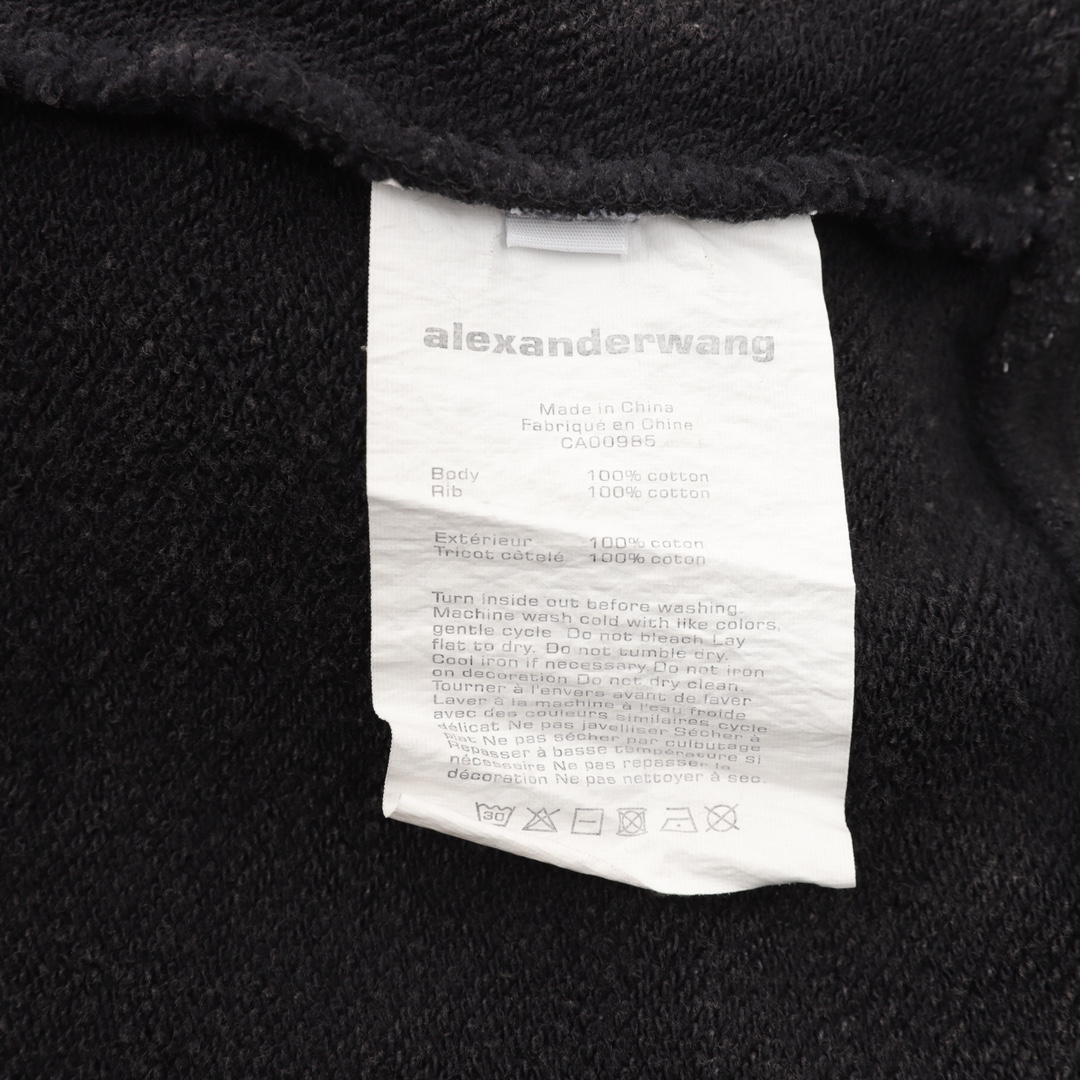 alexanderwang
Made in China
Fabriqué en Chine
CA00985
Body 100% cotton
Rib 100% cotton
Extérieur 100% coton
Tricot côtelé 100% coton
Turn inside out before washing.
Machine wash cold with like colors,
gentle cycle Do not bleach Lay
flat to dry. Do not tumble dry.
Cool iron if necessary Do not iron
on decoration Do not dry clean.
Tourner à l'envers avant de laver
Laver à la machine à l'eau froide
avec des couleurs similaires cycle
délicat Ne pas javelliser Sécher à
plat Ne pas sécher par culbutage
Repasser à basse température si
nécessaire Ne pas repasser la
décoration Ne pas nettoyer à sec.
30